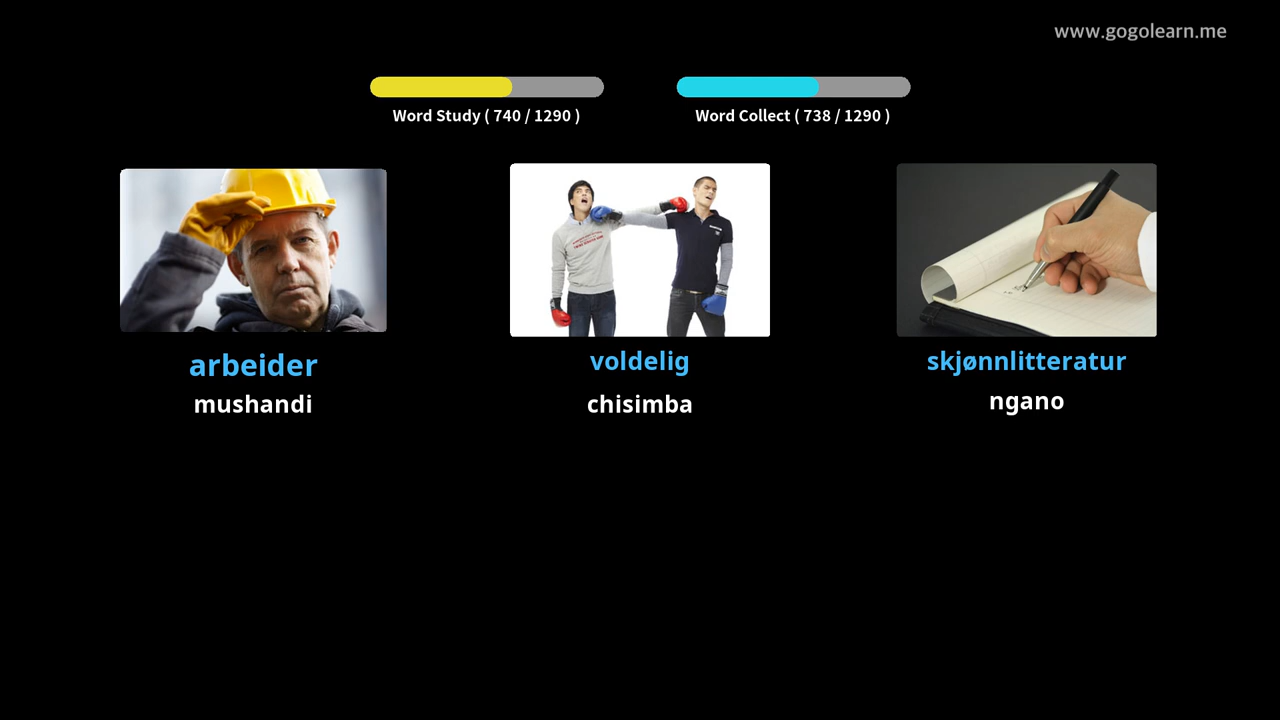 www.gogolearn.me
Word Study ( 740 / 1290 )
Word Collect ( 738 / 1290 )
arbeider
mushandi
voldelig
chisimba
skjønnlitteratur
ngano